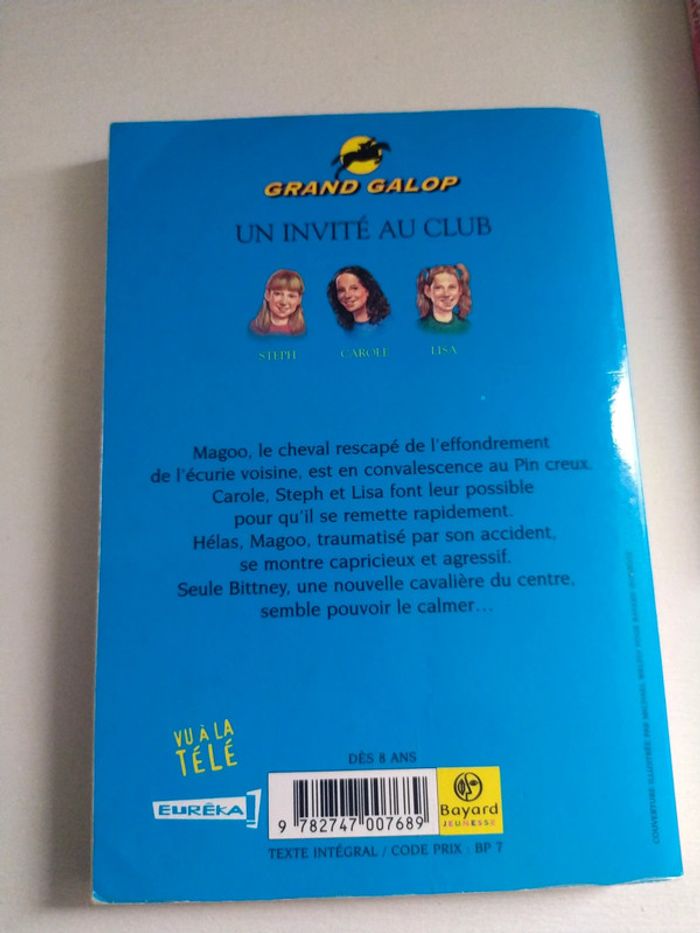 GRAND GALOP
UN INVITÉ AU CLUB
STEPH
CAROLE
LISA
Magoo, le cheval rescapé de l'effondrement
de l'écurie voisine, est en convalescence au Pin creux.
Carole, Steph et Lisa font leur possible
pour qu'il se remette rapidement.
Hélas, Magoo, traumatisé par son accident,
se montre capricieux et agressif.
Seule Bittney, une nouvelle cavalière du centre,
semble pouvoir le calmer...
VU À LA
TÉLÉ
EURÊKA!
DÈS 8 ANS
9 782747 007689
Bayard
JEUNESSE
TEXTE INTÉGRAL / CODE PRIX : BP 7